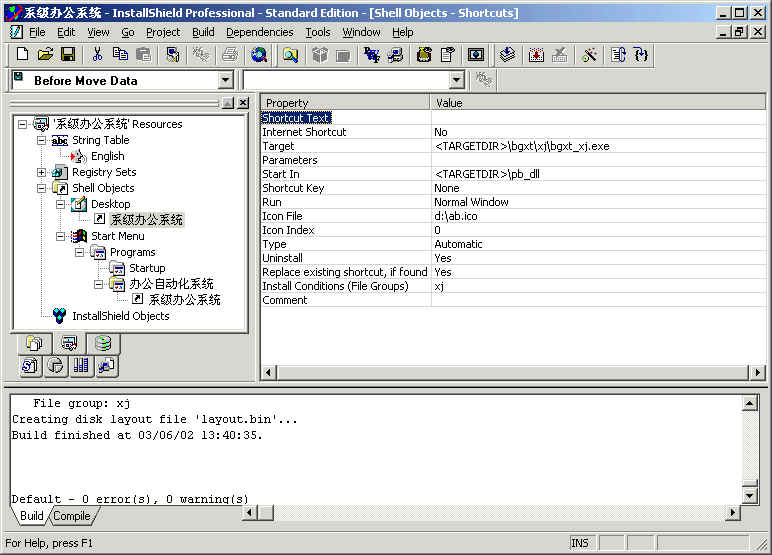 系级办公系统 - InstallShield Professional - Standard Edition - [Shell Objects - Shortcuts]
File Edit View Go Project Build Dependencies Tools Window Help
Before Move Data
'系级办公系统' Resources
String Table
English
Registry Sets
Shell Objects
Desktop
系级办公系统
Start Menu
Programs
Startup
办公自动化系统
系级办公系统
InstallShield Objects
Property Value
Shortcut Text
Internet Shortcut No
Target <TARGETDIR>\bgxt\xj\bgxt_xj.exe
Parameters
Start In <TARGETDIR>\pb_dll
Shortcut Key None
Run Normal Window
Icon File d:\ab.ico
Icon Index 0
Type Automatic
Uninstall Yes
Replace existing shortcut, if found Yes
Install Conditions (File Groups) xj
Comment
File group: xj
Creating disk layout file 'layout.bin'...
Build finished at 03/06/02 13:40:35.
Default - 0 error(s), 0 warning(s)
Build Compile
For Help, press F1 INS